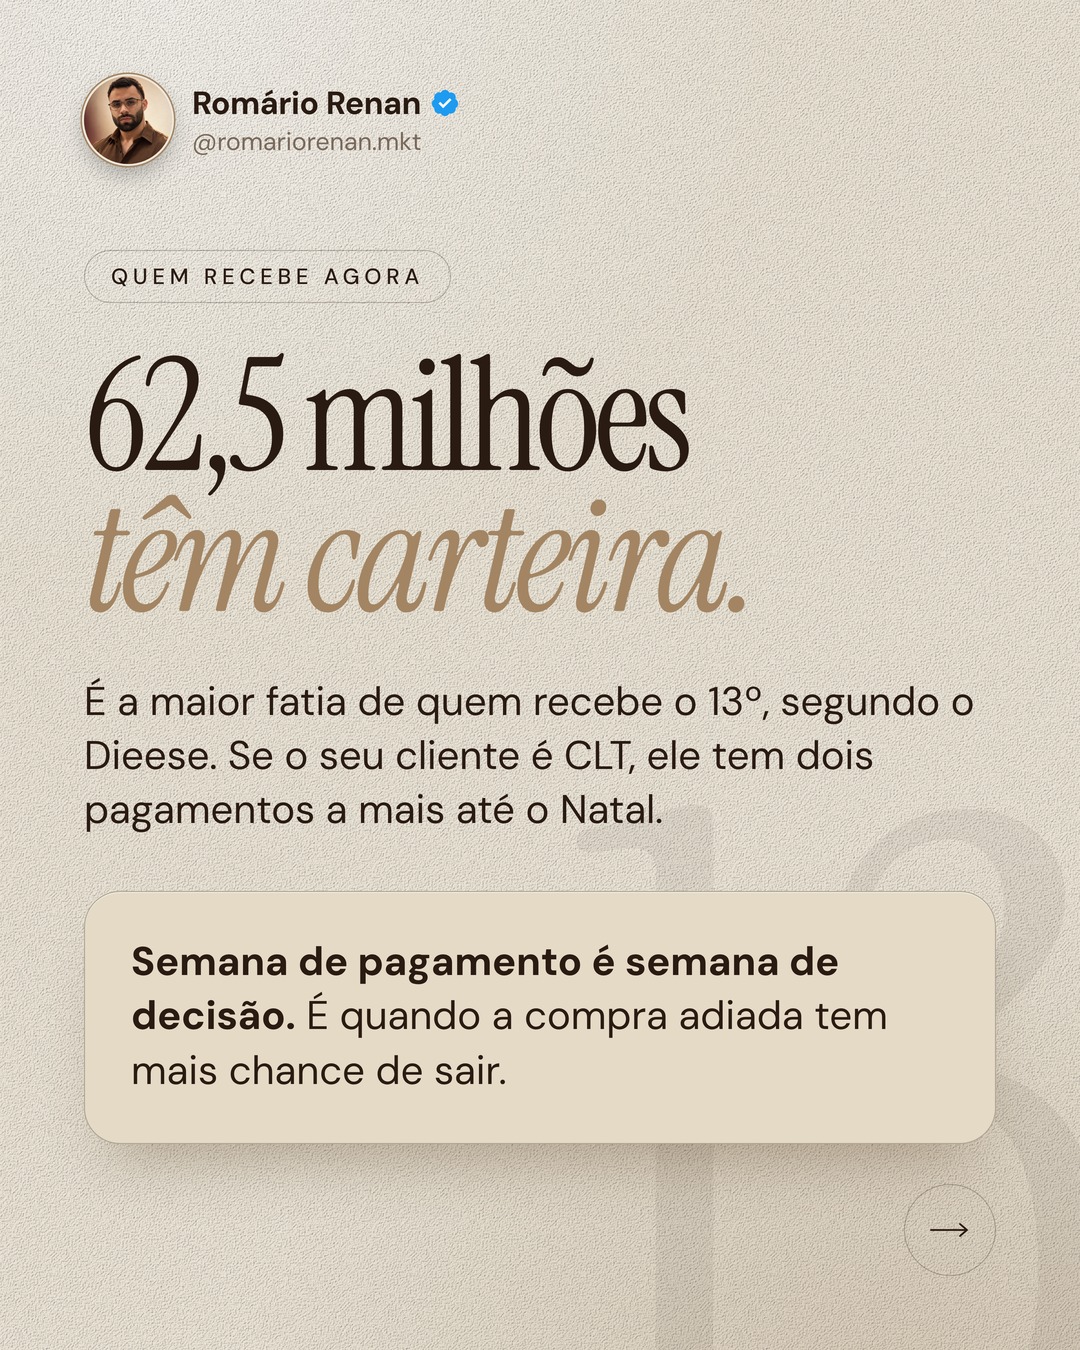 Romário Renan
@romariorenan.mkt
QUEM RECEBE AGORA
62,5 milhões
têm carteira.
É a maior fatia de quem recebe o 13º, segundo o
Dieese. Se o seu cliente é CLT, ele tem dois
pagamentos a mais até o Natal.
Semana de pagamento é semana de
decisão. É quando a compra adiada tem
mais chance de sair.
13